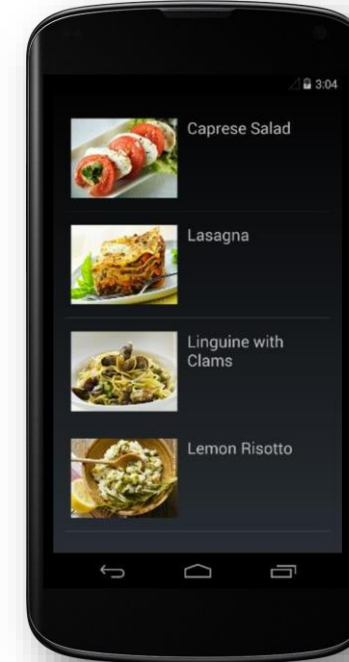 3:04
Caprese Salad
Lasagna
Linguine with
Clams
Lemon Risotto